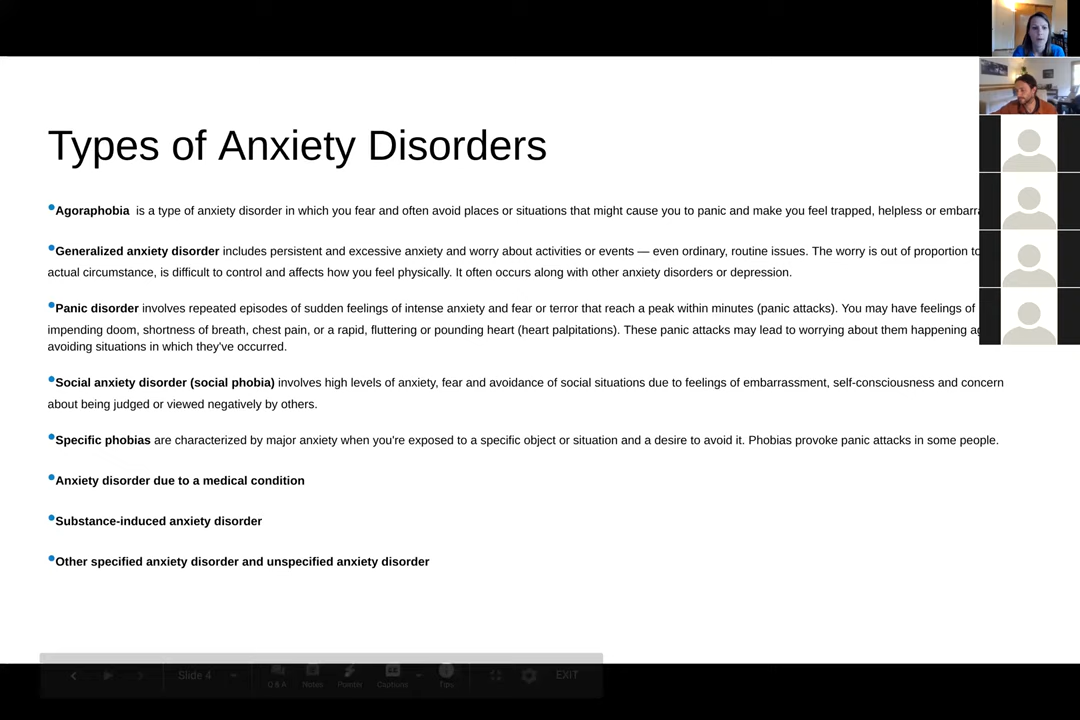 Types of Anxiety Disorders
•Agoraphobia is a type of anxiety disorder in which you fear and often avoid places or situations that might cause you to panic and make you feel trapped, helpless or
•Generalized anxiety disorder includes persistent and excessive anxiety and worry about activities or events — even ordinary, routine issues. The worry is out of proportion to
actual circumstance, is difficult to control and affects how you feel physically. It often occurs along with other anxiety disorders or depression.
•Panic disorder involves repeated episodes of sudden feelings of intense anxiety and fear or terror that reach a peak within minutes (panic attacks). You may have feelings of
impending doom, shortness of breath, chest pain, or a rapid, fluttering or pounding heart (heart palpitations). These panic attacks may lead to worrying about them happening
avoiding situations in which they've occurred.
•Social anxiety disorder (social phobia) involves high levels of anxiety, fear and avoidance of social situations due to feelings of embarrassment, self-consciousness and concern
about being judged or viewed negatively by others.
•Specific phobias are characterized by major anxiety when you're exposed to a specific object or situation and a desire to avoid it. Phobias provoke panic attacks in some people.
•Anxiety disorder due to a medical condition
•Substance-induced anxiety disorder
•Other specified anxiety disorder and unspecified anxiety disorder
Slide 4 Q&A Notes Pointer Captions Tips EXIT